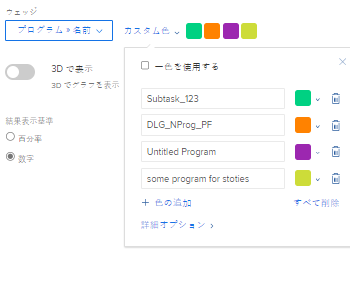 ウェッジ
プログラム » 名前
カスタム色
3D で表示
3D でグラフを表示
結果表示基準
百分率
数字
一色を使用する
Subtask_123
DLG_NProg_PF
Untitled Program
some program for stoties
+ 色の追加
すべて削除
詳細オプション >